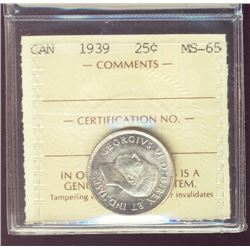 CAN 1939 25¢ MS-65
— COMMENTS —
— CERTIFICATION NO. —
GEORGIVS VI D:G:REX ET IND:IMP:
IN O S IS A
GENU TEM.
Tampering invalidates